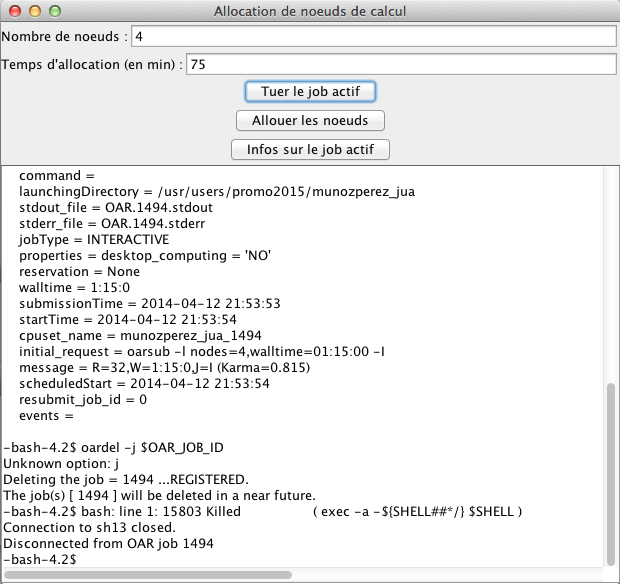 Allocation de noeuds de calcul
Nombre de noeuds : 4
Temps d'allocation (en min) : 75
Tuer le job actif
Allouer les noeuds
Infos sur le job actif
command =
launchingDirectory = /usr/users/promo2015/munozperez_jua
stdout_file = OAR.1494.stdout
stderr_file = OAR.1494.stderr
jobType = INTERACTIVE
properties = desktop_computing = 'NO'
reservation = None
walltime = 1:15:0
submissionTime = 2014-04-12 21:53:53
startTime = 2014-04-12 21:53:54
cpuset_name = munozperez_jua_1494
initial_request = oarsub -l nodes=4,walltime=01:15:00 -I
message = R=32,W=1:15:0,J=I (Karma=0.815)
scheduledStart = 2014-04-12 21:53:54
resubmit_job_id = 0
events =
-bash-4.2$ oardel -j $OAR_JOB_ID
Unknown option: j
Deleting the job = 1494 ...REGISTERED.
The job(s) [ 1494 ] will be deleted in a near future.
-bash-4.2$ bash: line 1: 15803 Killed ( exec -a -${SHELL##*/} $SHELL )
Connection to sh13 closed.
Disconnected from OAR job 1494
-bash-4.2$